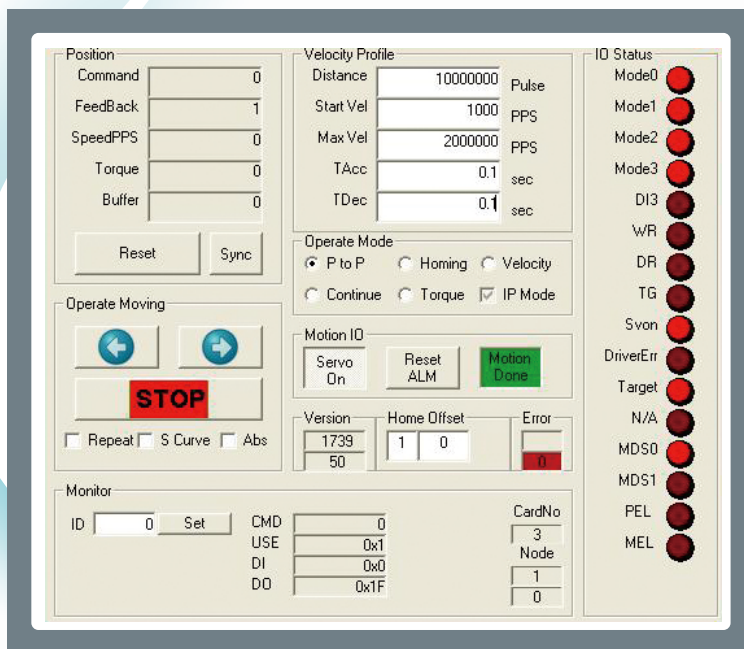 Position
Command 0
FeedBack 1
SpeedPPS 0
Torque 0
Buffer 0
Reset Sync
Velocity Profile
Distance 10000000 Pulse
Start Vel 1000 PPS
Max Vel 2000000 PPS
TAcc 0.1 sec
TDec 0.1 sec
Operate Mode
P to P Homing Velocity
Continue Torque IP Mode
Operate Moving
STOP
Repeat S Curve Abs
Motion IO
Servo On
Reset ALM
Motion Done
Version
1739
50
Home Offset
1 0
Error
0
Monitor
ID 0 Set
CMD 0
USE 0x1
DI 0x0
DO 0x1F
CardNo
3
Node
1
0
IO Status
Mode0
Mode1
Mode2
Mode3
DI3
WR
DR
TG
Svon
DriverErr
Target
N/A
MDS0
MDS1
PEL
MEL